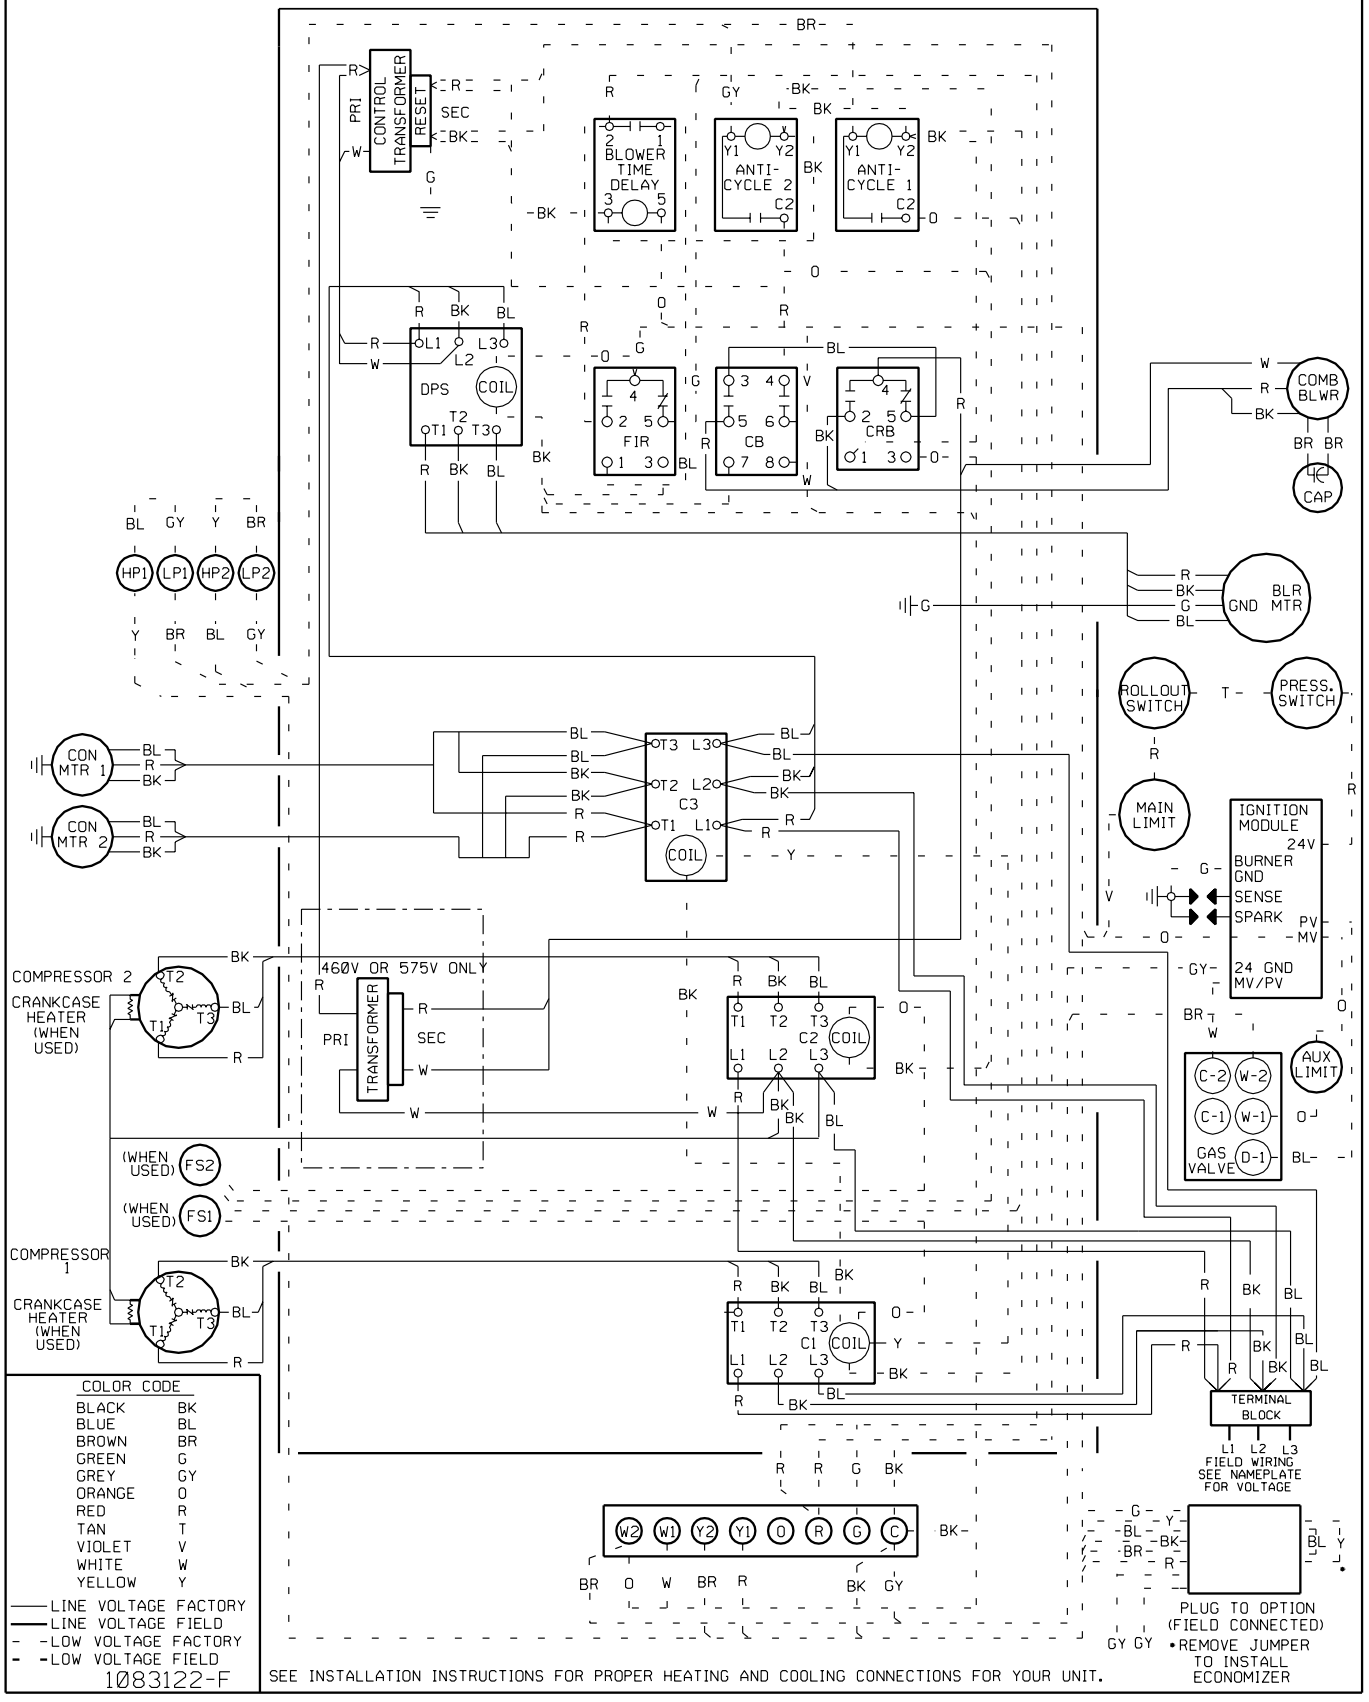 BR
R
PRI
CONTROL
TRANSFORMER
RESET
R
SEC
BK
W
G
R
GY
BK
BK
BK
2 1
BLOWER
TIME
DELAY
3 5
Y1 Y2
ANTI-
CYCLE 2
C2
BK
Y1 Y2
ANTI-
CYCLE 1
C2
O
BK
O
O
R
R
G
R BK BL
R
W
L1 L2 L3
DPS
COIL
T1 T2 T3
O
BK
R BK BL
4
2 5
FIR
1 3
G
BL
3 4
5 6
CB
7 8
V
R
W
BL
4
2 5
CRB
1 3
BK
O
R
W
R
BK
COMB
BLWR
BR BR
CAP
BL GY Y BR
HP1 LP1 HP2 LP2
Y BR BL GY
G
R
BK
G
BL
GND
BLR
MTR
ROLLOUT
SWITCH
T
PRESS.
SWITCH
R
R
MAIN
LIMIT
V
CON
MTR 1
BL
R
BK
CON
MTR 2
BL
R
BK
BL
BL
BK
BK
R
R
T3 L3
T2 L2
C3
T1 L1
COIL
BL
BL
BK
BK
R
R
Y
IGNITION
MODULE
24V
BURNER
GND
SENSE
SPARK
PV
MV
24 GND
MV/PV
G
O
GY
BR
W
O
AUX
LIMIT
C-2 W-2
C-1 W-1
GAS
VALVE
D-1
O
BL
COMPRESSOR 2
CRANKCASE
HEATER
(WHEN
USED)
T2
T1
T3
BK
BL
R
460V OR 575V ONLY
R
PRI
TRANSFORMER
SEC
R
W
W
W
BK
R BK BL
T1 T2 T3
C2
COIL
L1 L2 L3
O
BK
R
BK
BK
BL
(WHEN
USED)
FS2
(WHEN
USED)
FS1
COMPRESSOR
1
CRANKCASE
HEATER
(WHEN
USED)
T2
T1
T3
BK
BL
R
R BK BL
BK
T1 T2 T3
C1
COIL
L1 L2 L3
O
Y
BK
BL
BK
R
R
BK
BL
R
BL
BK
R
BK
BL
TERMINAL
BLOCK
L1 L2 L3
FIELD WIRING
SEE NAMEPLATE
FOR VOLTAGE
COLOR CODE
BLACK BK
BLUE BL
BROWN BR
GREEN G
GREY GY
ORANGE O
RED R
TAN T
VIOLET V
WHITE W
YELLOW Y
LINE VOLTAGE FACTORY
LINE VOLTAGE FIELD
LOW VOLTAGE FACTORY
LOW VOLTAGE FIELD
1083122-F
R R G BK
W2 W1 Y2 Y1 O R G C
BK
BR O W BR R BK GY
G
Y
BL
BK
BR
R
BL Y
*
GY GY
PLUG TO OPTION
(FIELD CONNECTED)
*REMOVE JUMPER
TO INSTALL
ECONOMIZER
SEE INSTALLATION INSTRUCTIONS FOR PROPER HEATING AND COOLING CONNECTIONS FOR YOUR UNIT.